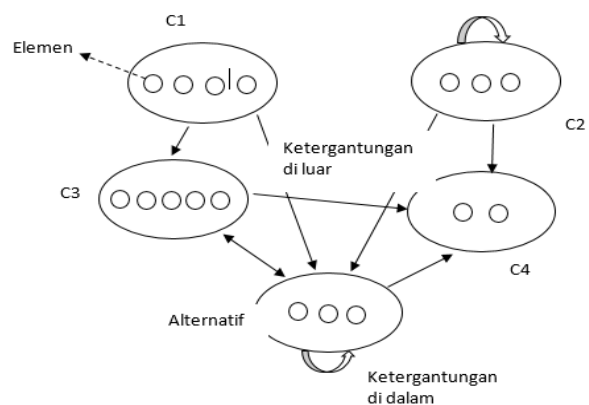 C1
Elemen
C2
Ketergantungan
di luar
C3
C4
Alternatif
Ketergantungan
di dalam